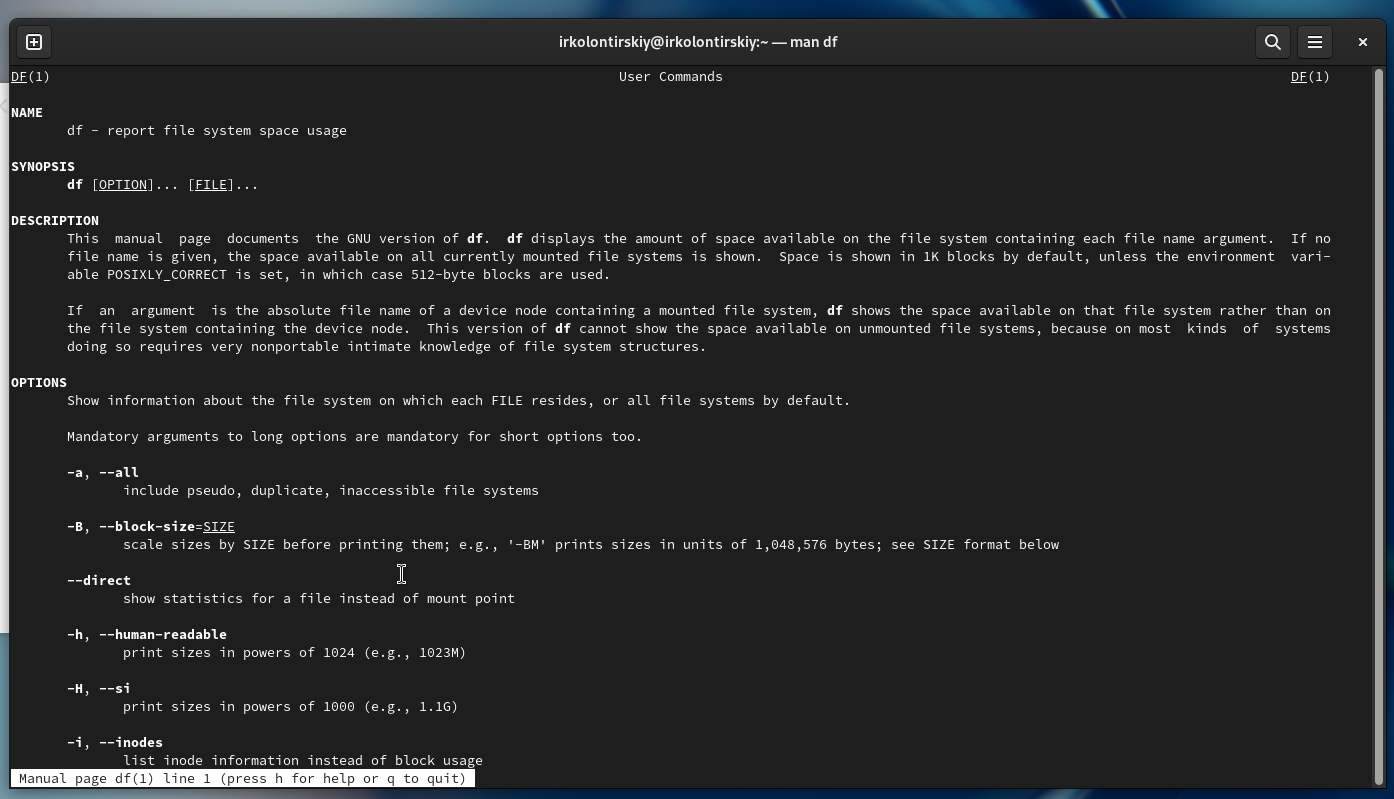 irkolontirskiy@irkolontirskiy:~ — man df
DF(1) User Commands DF(1)
NAME
df - report file system space usage
SYNOPSIS
df [OPTION]... [FILE]...
DESCRIPTION
This manual page documents the GNU version of df. df displays the amount of space available on the file system containing each file name argument. If no
file name is given, the space available on all currently mounted file systems is shown. Space is shown in 1K blocks by default, unless the environment vari-
able POSIXLY_CORRECT is set, in which case 512-byte blocks are used.
If an argument is the absolute file name of a device node containing a mounted file system, df shows the space available on that file system rather than on
the file system containing the device node. This version of df cannot show the space available on unmounted file systems, because on most kinds of systems
doing so requires very nonportable intimate knowledge of file system structures.
OPTIONS
Show information about the file system on which each FILE resides, or all file systems by default.
Mandatory arguments to long options are mandatory for short options too.
-a, --all
include pseudo, duplicate, inaccessible file systems
-B, --block-size=SIZE
scale sizes by SIZE before printing them; e.g., '-BM' prints sizes in units of 1,048,576 bytes; see SIZE format below
--direct
show statistics for a file instead of mount point
-h, --human-readable
print sizes in powers of 1024 (e.g., 1023M)
-H, --si
print sizes in powers of 1000 (e.g., 1.1G)
-i, --inodes
list inode information instead of block usage
Manual page df(1) line 1 (press h for help or q to quit)